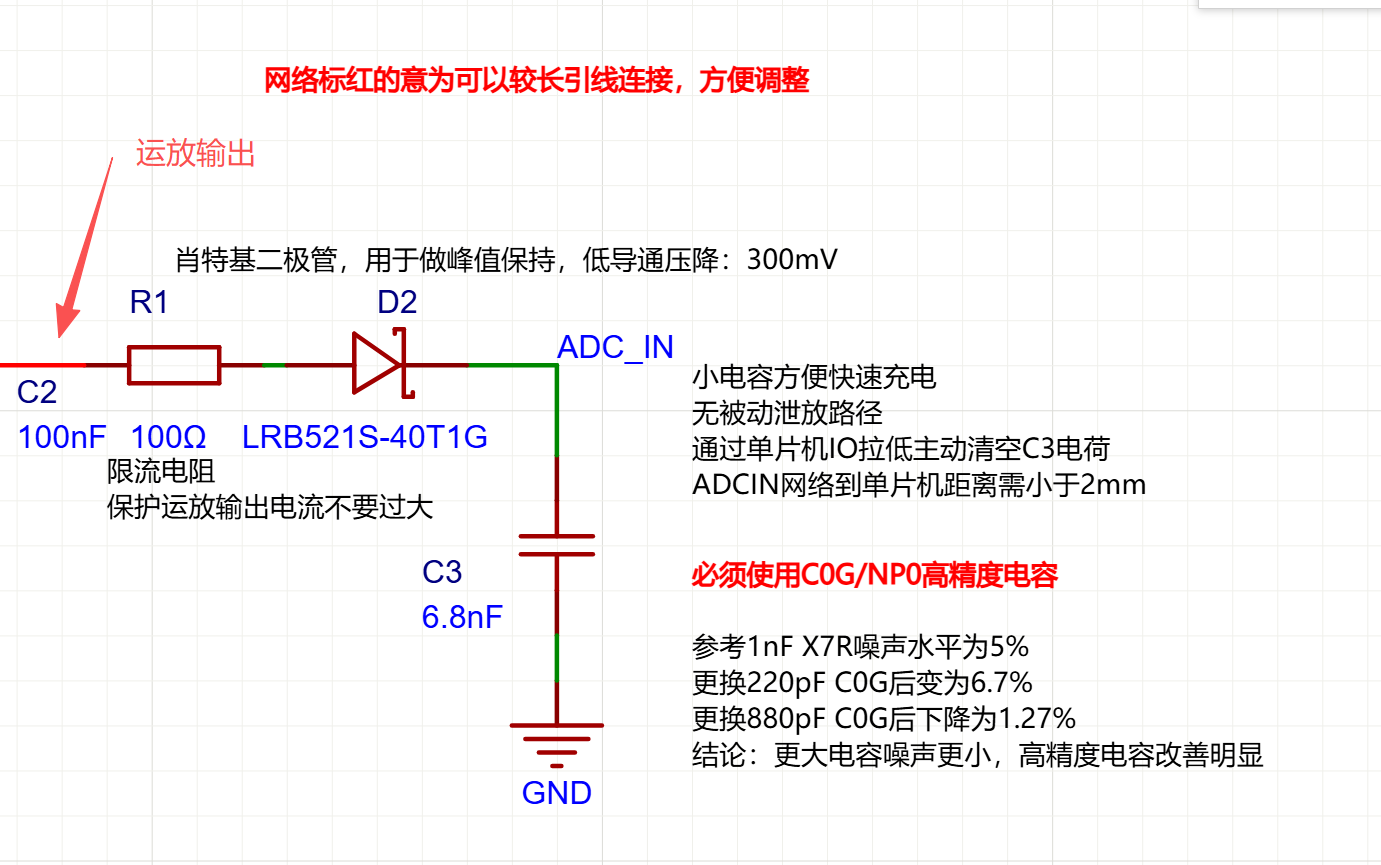 网络标红的意为可以较长引线连接，方便调整
运放输出
肖特基二极管，用于做峰值保持，低导通压降：300mV
R1
D2
ADC_IN
C2
100nF
100Ω
LRB521S-40T1G
限流电阻
保护运放输出电流不要过大
小电容方便快速充电
无被动泄放路径
通过单片机IO拉低主动清空C3电荷
ADCIN网络到单片机距离需小于2mm
C3
6.8nF
必须使用C0G/NP0高精度电容
参考1nF X7R噪声水平为5%
更换220pF C0G后变为6.7%
更换880pF C0G后下降为1.27%
结论：更大电容噪声更小，高精度电容改善明显
GND